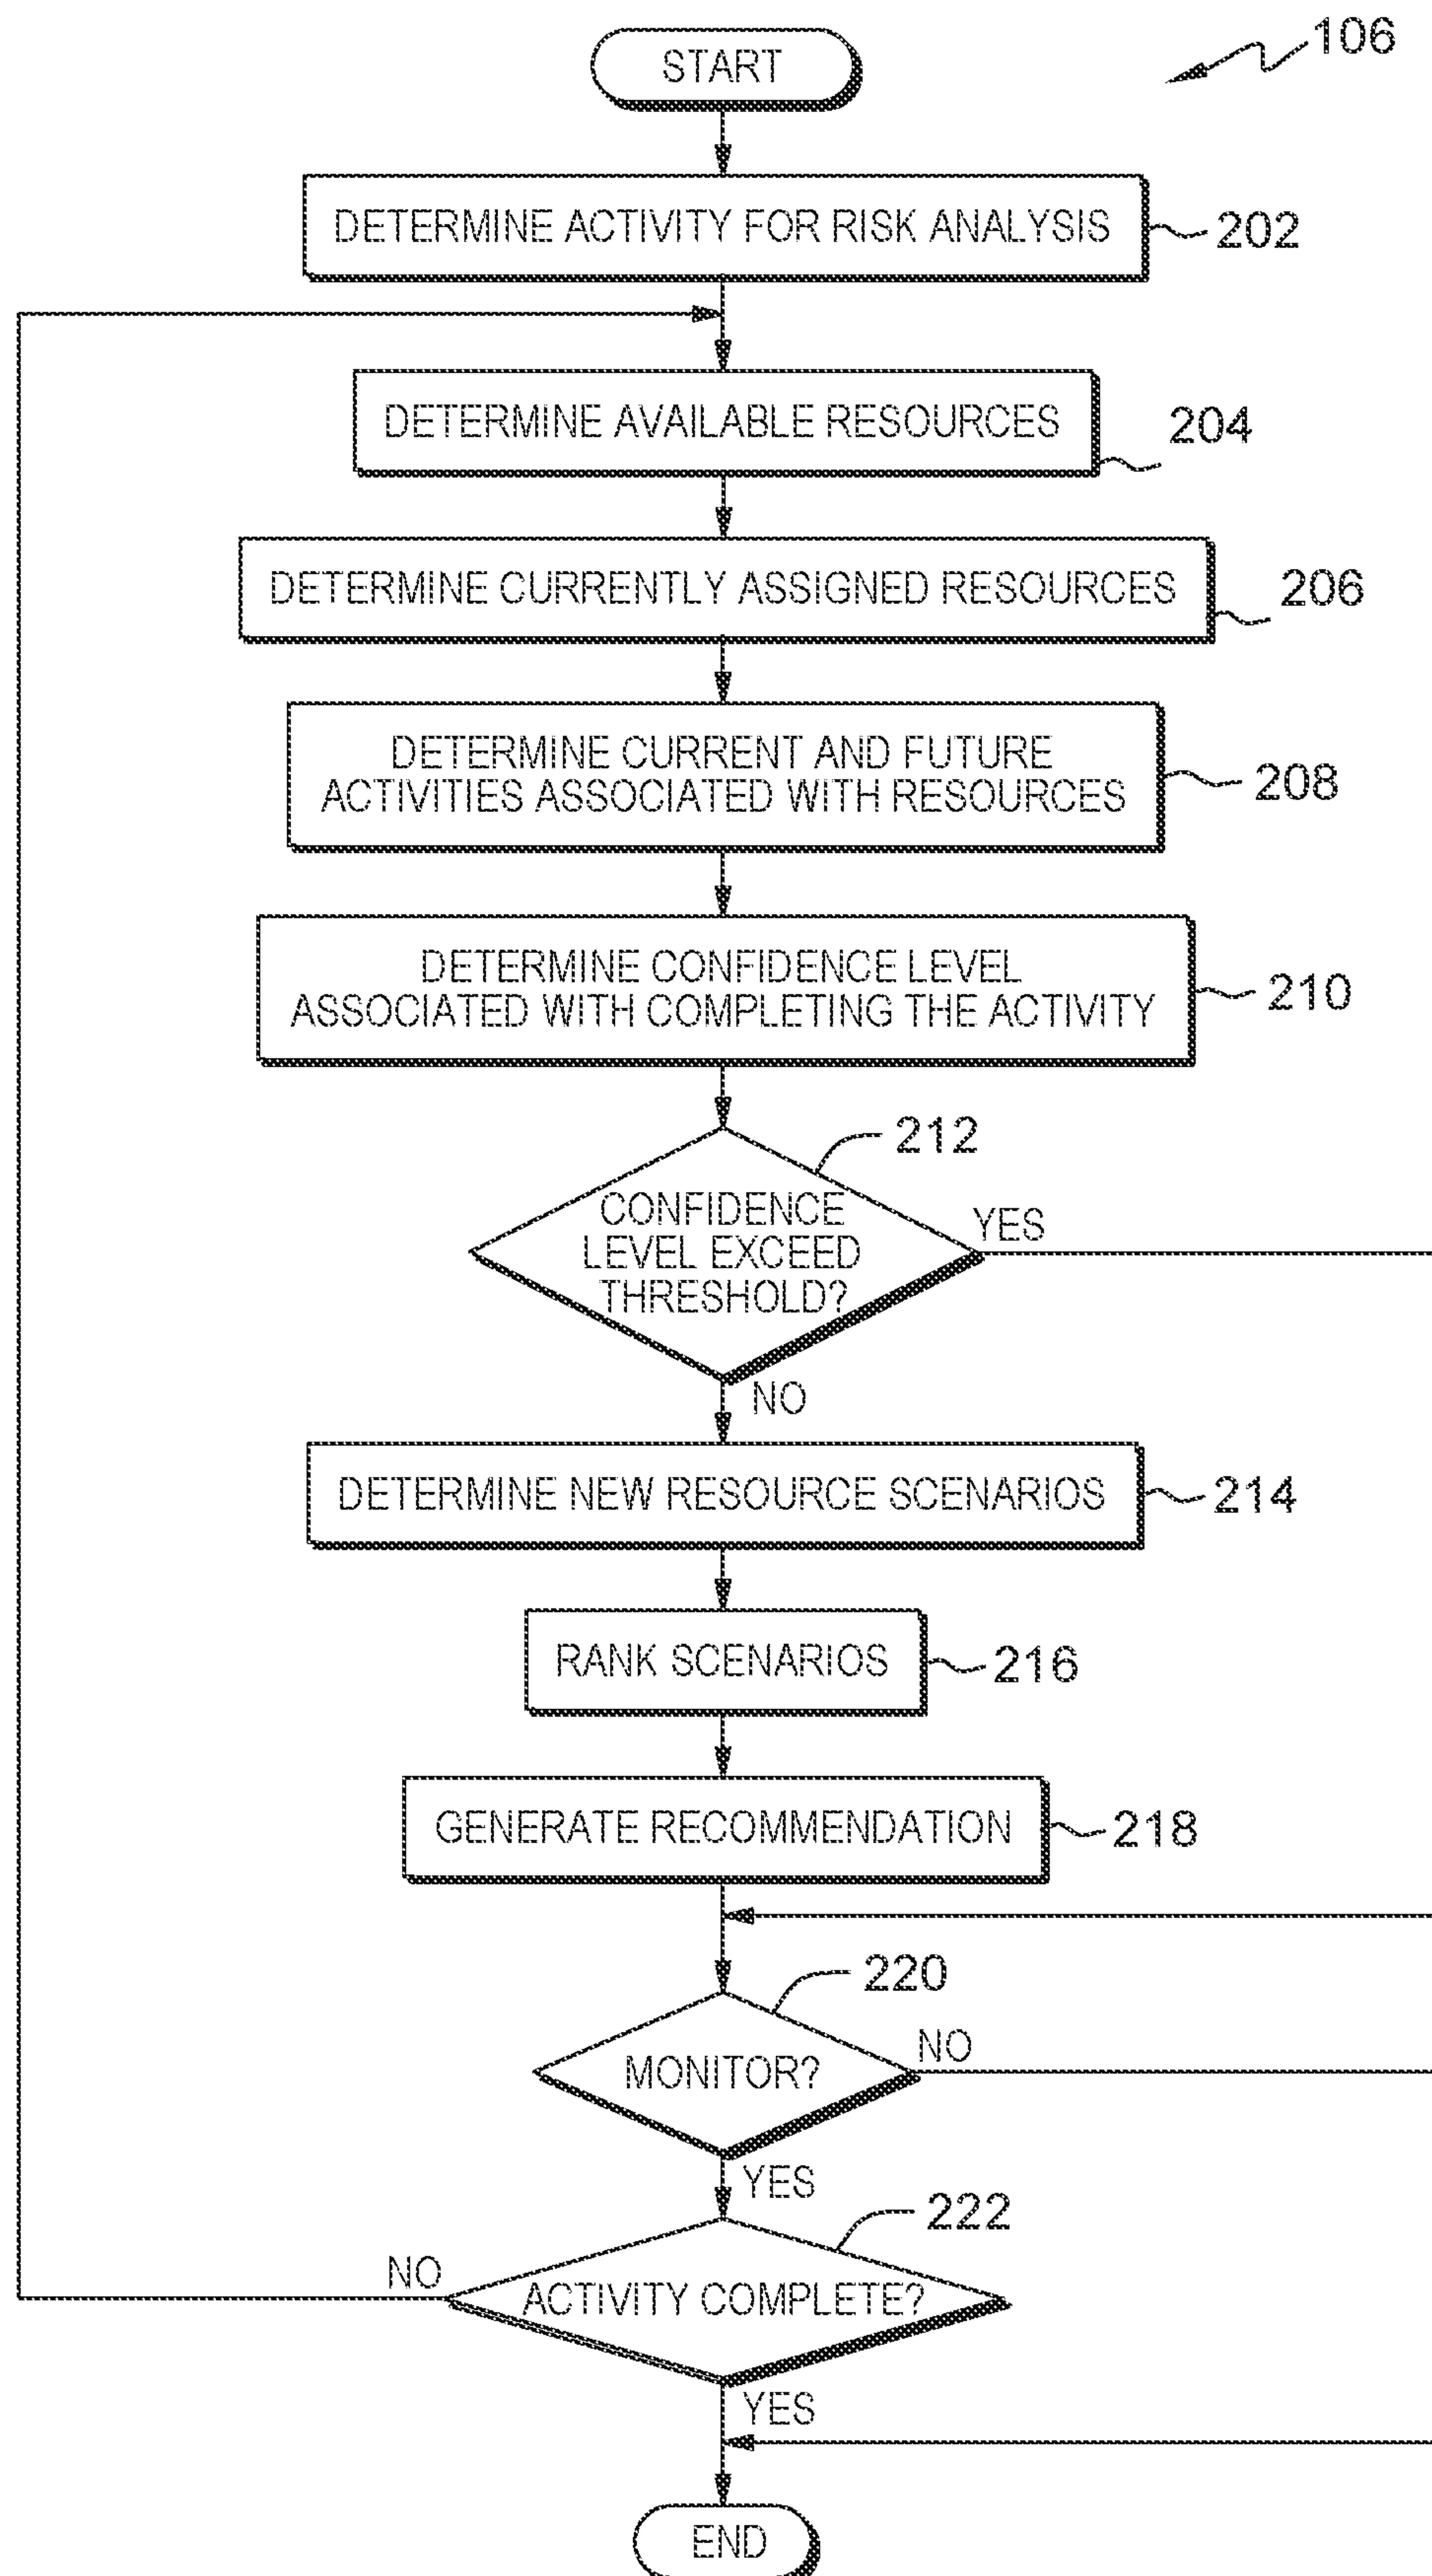 106
START
DETERMINE ACTIVITY FOR RISK ANALYSIS
202
DETERMINE AVAILABLE RESOURCES
204
DETERMINE CURRENTLY ASSIGNED RESOURCES
206
DETERMINE CURRENT AND FUTURE
ACTIVITIES ASSOCIATED WITH RESOURCES
208
DETERMINE CONFIDENCE LEVEL
ASSOCIATED WITH COMPLETING THE ACTIVITY
210
212
CONFIDENCE
LEVEL EXCEED
THRESHOLD?
YES
NO
DETERMINE NEW RESOURCE SCENARIOS
214
RANK SCENARIOS
216
GENERATE RECOMMENDATION
218
220
MONITOR?
NO
YES
222
NO
ACTIVITY COMPLETE?
YES
END